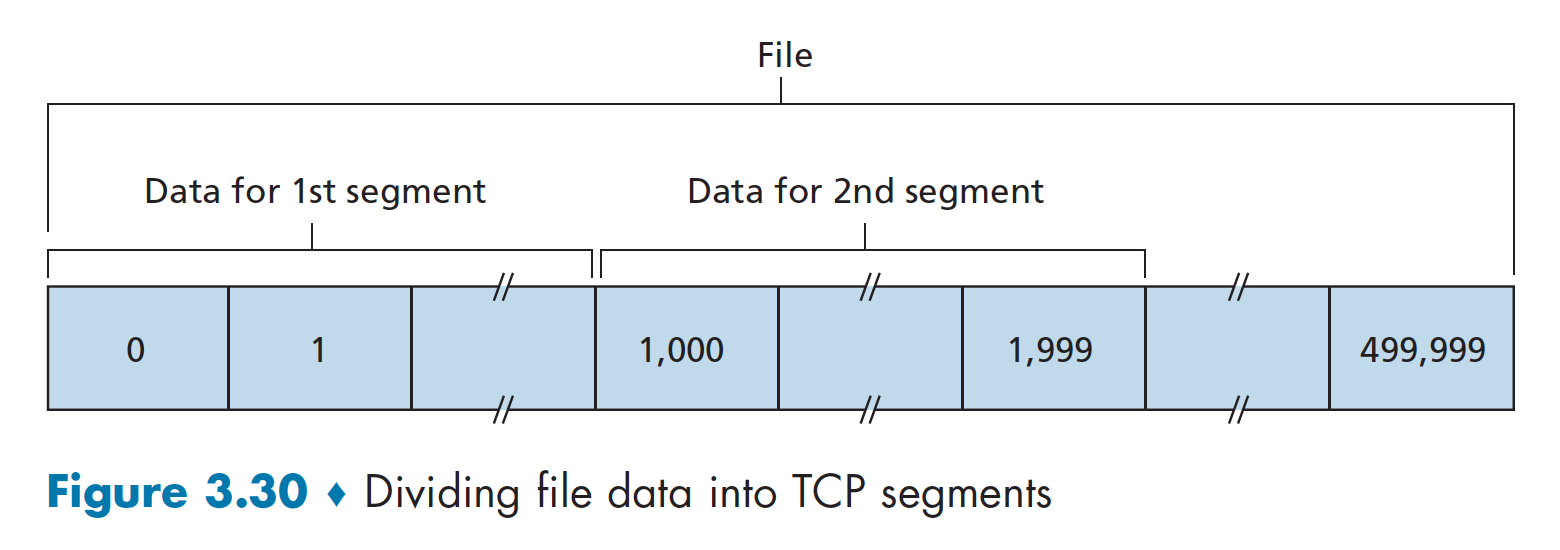 File
Data for 1st segment Data for 2nd segment
0 1 1,000 1,999 499,999
Figure 3.30 ♦ Dividing file data into TCP segments